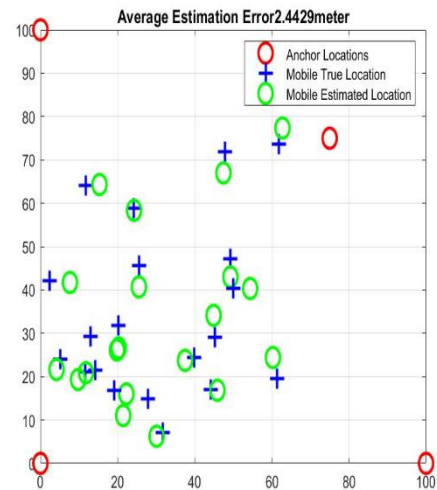 Average Estimation Error2.4429meter
Anchor Locations
Mobile True Location
Mobile Estimated Location
100
90
80
70
60
50
40
30
20
10
0
0 20 40 60 80 100